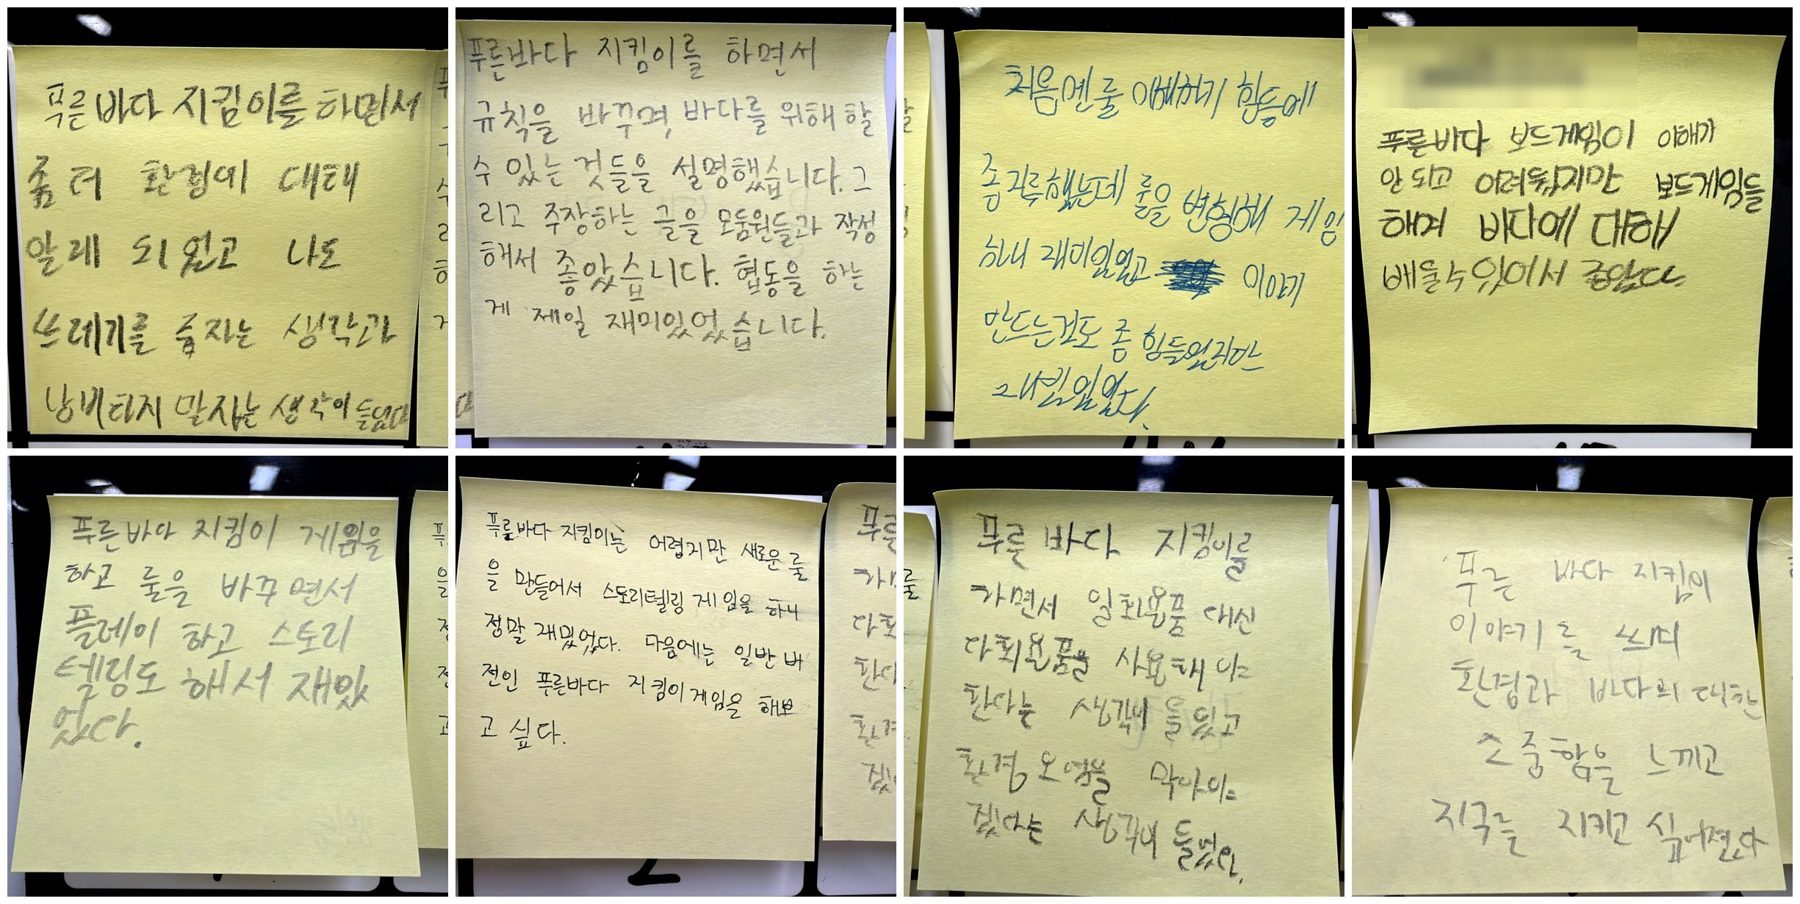 푸른바다 지킴이를 하면서
좀 더 환경에 대해
알게 되었고 나도
쓰레기를 줍자는 생각과
낭비하지 말자는 생각이 들었다
푸른바다 지킴이를 하면서
규칙을 바꾸며, 바다를 위해 할
수 있는 것들을 설명했습니다. 그
리고 주장하는 글을 모둠원들과 작성
해서 좋았습니다. 협동을 하는
게 제일 재미있었습니다.
처음엔 룰 이해하기 힘들에
좀 지루했는데 룰을 변형해 게임
하니 재미있었고 이야기
만드는것도 좀 힘들었지만
재밌었었다.
푸른바다 보드게임이 이해가
안 되고 어려웠지만 보드게임들
해겨 바다에 대해
배울수 있어서 좋았다.
푸른바다 지킴이 게임을
하고 룰을 바꾸면서
플레이 하고 스토리
텔링도 해서 재밌
었다.
푸른바다 지킴이는 어렵지만 새로운 룰
을 만들어서 스토리텔링 게임을 하니
정말 재밌었다. 다음에는 일반 버
전인 푸른바다 지킴이게임을 해보
고 싶다.
푸른 바다 지킴이를
하면서 일회용품 대신
다회용품을 사용해야
한다는 생각이 들었고
환경 오염을 막아야
겠다는 생각이 들었다.
푸른 바다 지킴이
이야기를 쓰며
환경과 바다의 대한
소중함을 느끼고
지구를 지키고 싶어졌다